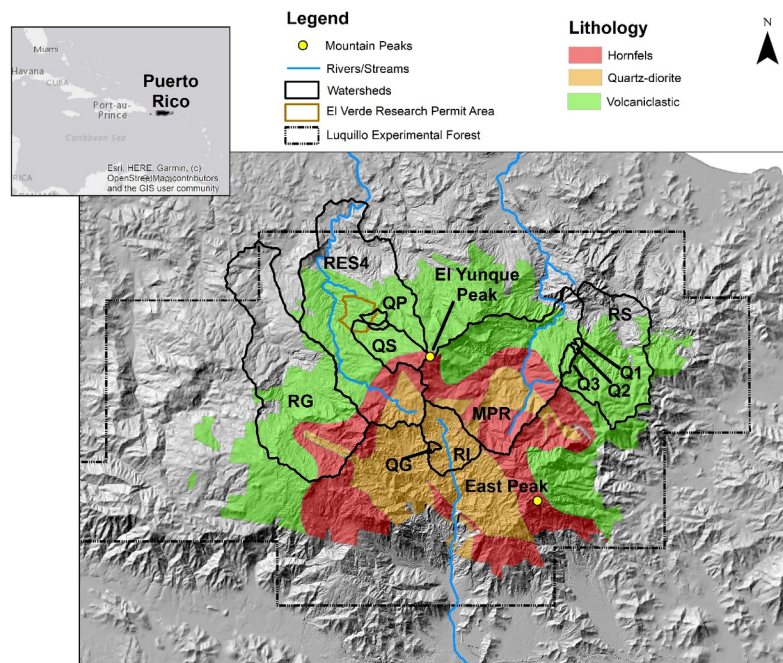 Miami
Havana
CUBA
Puerto
Rico
Port-au-
Prince
Caribbean Sea
RICA
Esri, HERE, Garmin, (c)
OpenStreetMap contributors,
and the GIS user community
Legend
Mountain Peaks
Rivers/Streams
Watersheds
El Verde Research Permit Area
Luquillo Experimental Forest
Lithology
Hornfels
Quartz-diorite
Volcaniclastic
N
RES4
El Yunque
Peak
QP
RS
QS
Q1
Q3
Q2
RG
MPR
QG
RI
East Peak